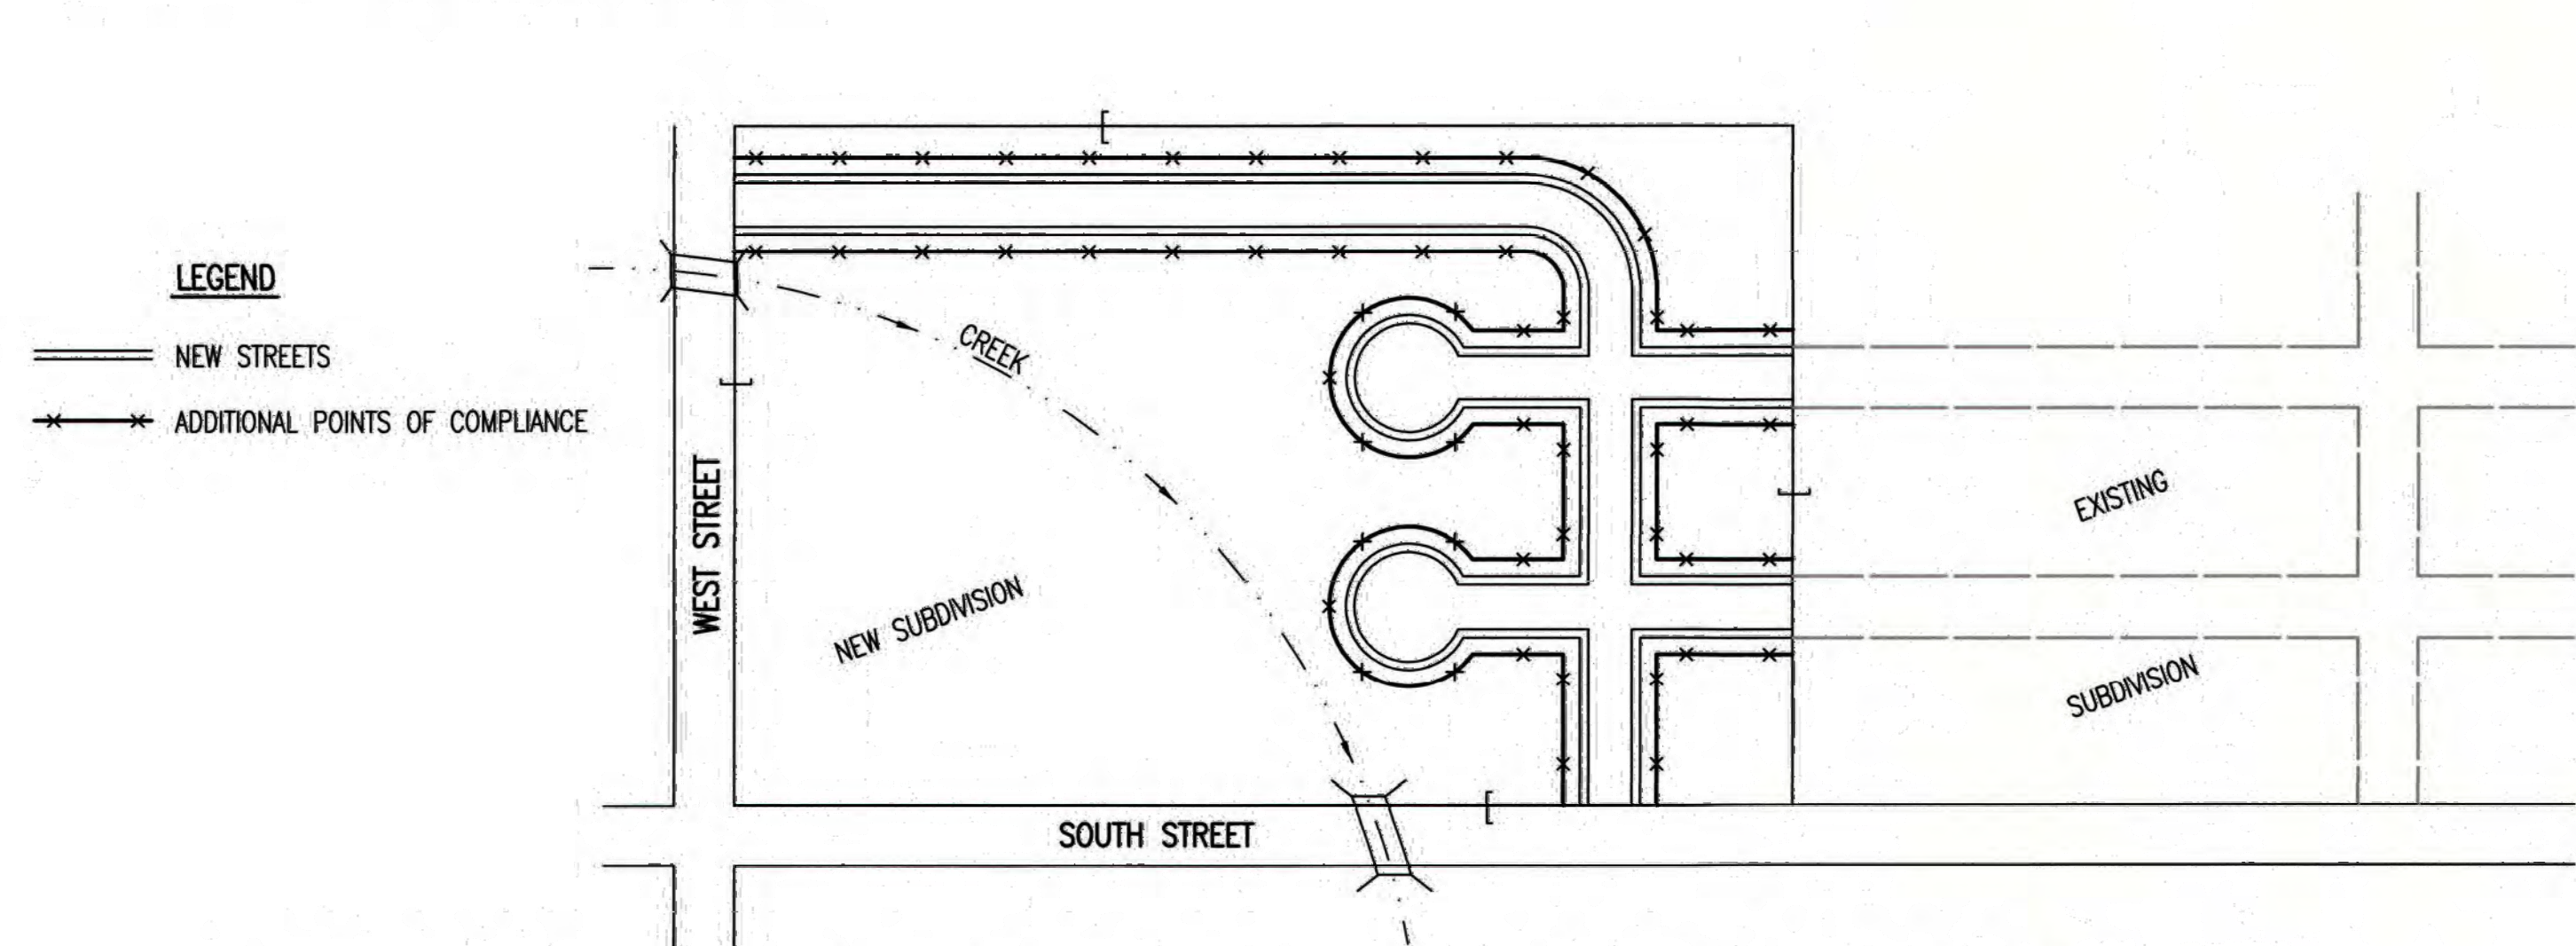 LEGEND
NEW STREETS
ADDITIONAL POINTS OF COMPLIANCE
WEST STREET
CREEK
NEW SUBDIVISION
SOUTH STREET
EXISTING
SUBDIVISION